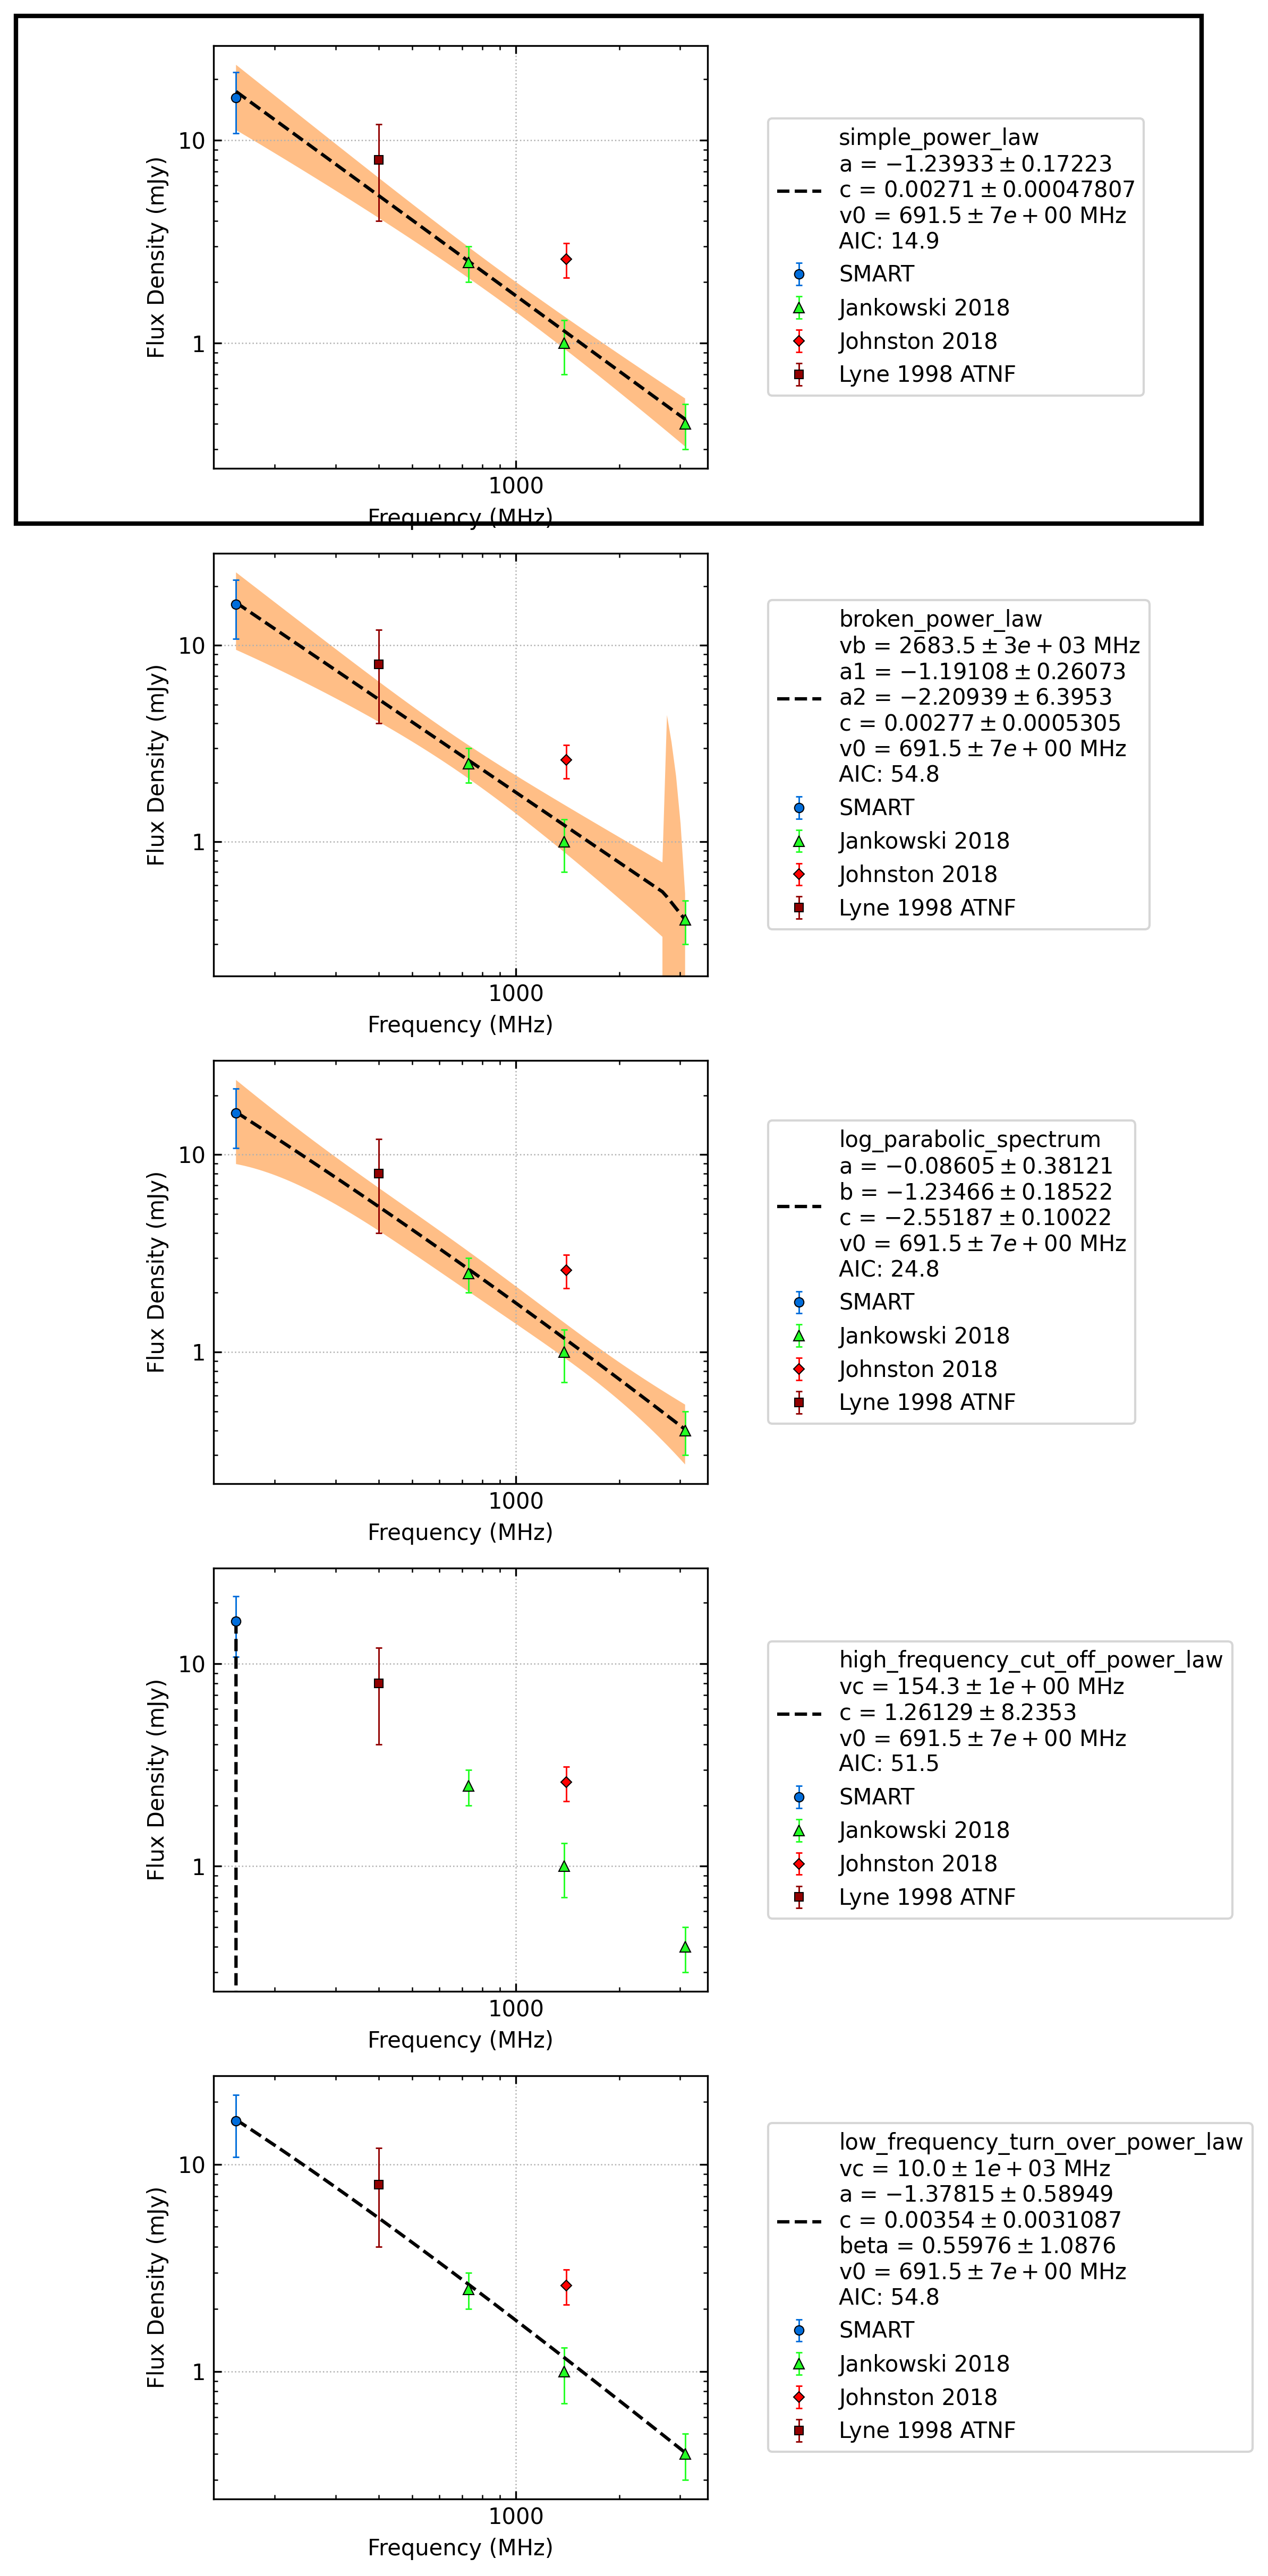 10
1
Flux Density (mJy)
1000
Frequency (MHz)
simple_power_law
a = −1.23933 ± 0.17223
c = 0.00271 ± 0.00047807
v0 = 691.5 ± 7e + 00 MHz
AIC: 14.9
SMART
Jankowski 2018
Johnston 2018
Lyne 1998 ATNF
10
1
Flux Density (mJy)
1000
Frequency (MHz)
broken_power_law
vb = 2683.5 ± 3e + 03 MHz
a1 = −1.19108 ± 0.26073
a2 = −2.20939 ± 6.3953
c = 0.00277 ± 0.0005305
v0 = 691.5 ± 7e + 00 MHz
AIC: 54.8
SMART
Jankowski 2018
Johnston 2018
Lyne 1998 ATNF
10
1
Flux Density (mJy)
1000
Frequency (MHz)
log_parabolic_spectrum
a = −0.08605 ± 0.38121
b = −1.23466 ± 0.18522
c = −2.55187 ± 0.10022
v0 = 691.5 ± 7e + 00 MHz
AIC: 24.8
SMART
Jankowski 2018
Johnston 2018
Lyne 1998 ATNF
10
1
Flux Density (mJy)
1000
Frequency (MHz)
high_frequency_cut_off_power_law
vc = 154.3 ± 1e + 00 MHz
c = 1.26129 ± 8.2353
v0 = 691.5 ± 7e + 00 MHz
AIC: 51.5
SMART
Jankowski 2018
Johnston 2018
Lyne 1998 ATNF
10
1
Flux Density (mJy)
1000
Frequency (MHz)
low_frequency_turn_over_power_law
vc = 10.0 ± 1e + 03 MHz
a = −1.37815 ± 0.58949
c = 0.00354 ± 0.0031087
beta = 0.55976 ± 1.0876
v0 = 691.5 ± 7e + 00 MHz
AIC: 54.8
SMART
Jankowski 2018
Johnston 2018
Lyne 1998 ATNF